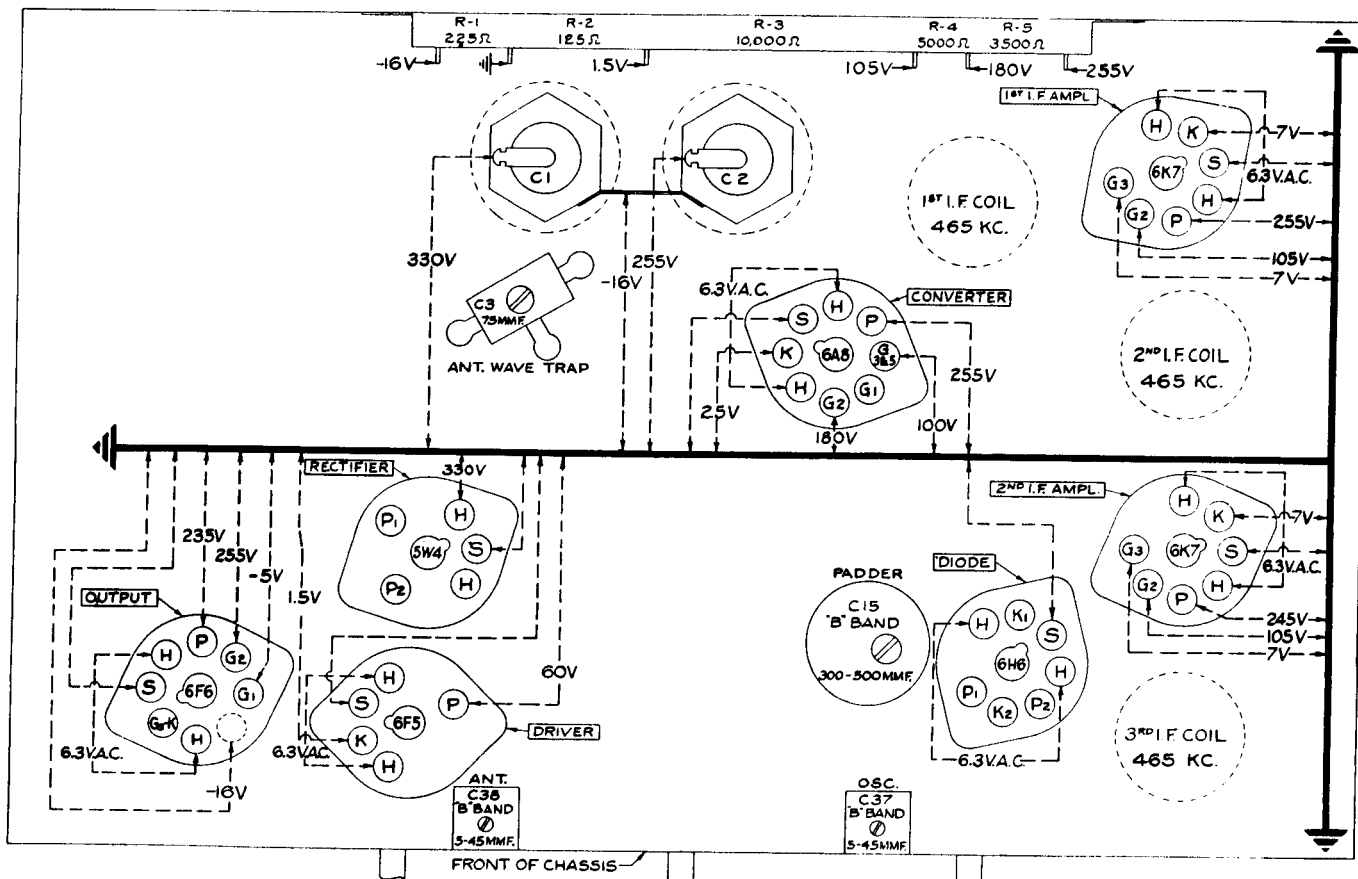 R-1
225Ω
R-2
125Ω
R-3
10,000Ω
R-4
5000Ω
R-5
3500Ω
-16V
1.5V
105V
180V
255V
C1
C2
330V
255V
-16V
1ST I.F. COIL
465 KC.
1ST I.F. AMPL.
H
K
S
H
P
G2
G3
6K7
7V
6.3V.A.C.
255V
105V
7V
C3
75MMF.
ANT. WAVE TRAP
6.3V.A.C.
CONVERTER
H
S
P
K
6A8
G
3&5
H
G2
G1
25V
180V
100V
255V
2ND I.F. COIL
465 KC.
RECTIFIER
330V
P1
H
5W4
S
P2
H
235V
255V
-5V
1.5V
OUTPUT
P
H
G2
S
6F6
G1
G3-K
H
6.3V.A.C.
-16V
H
S
6F5
P
K
H
6.3V.A.C.
60V
DRIVER
PADDER
C15
"B" BAND
300-500MMF.
DIODE
H
K1
S
6H6
H
P1
K2
P2
6.3V.A.C.
2ND I.F. AMPL.
H
K
G3
6K7
S
G2
H
P
7V
6.3V.A.C.
245V
105V
7V
3RD I.F. COIL
465 KC.
ANT.
C38
"B" BAND
5-45MMF.
OSC.
C37
"B" BAND
5-45MMF.
FRONT OF CHASSIS